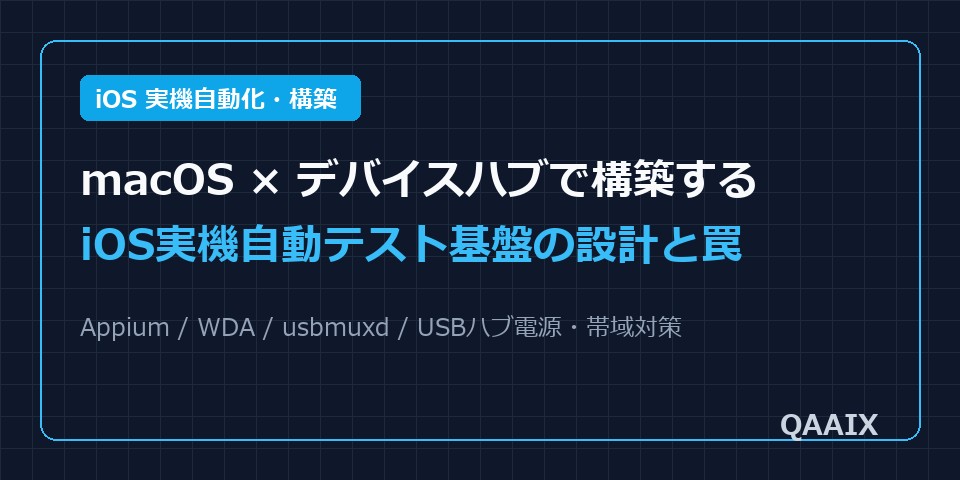 iOS 実機自動化・構築
macOS × デバイスハブで構築する
iOS実機自動テスト基盤の設計と罠
Appium / WDA / usbmuxd / USBハブ電源・帯域対策
QAAIX